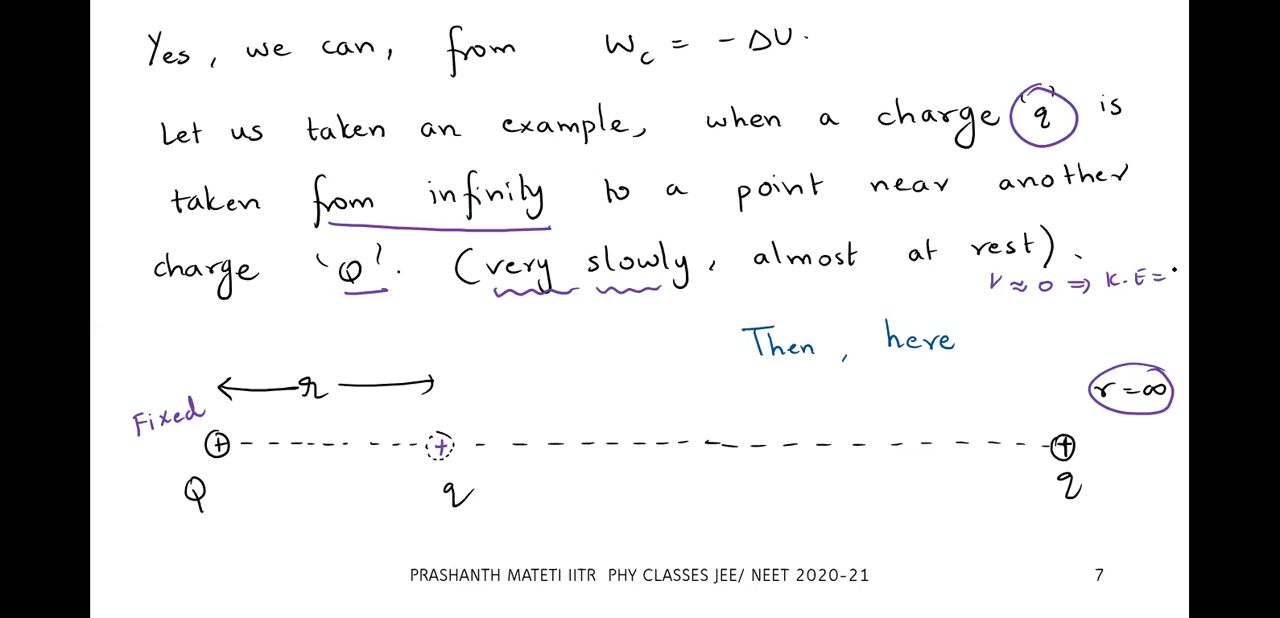 Yes, we can, from Wc = - ΔU.
Let us taken an example, when a charge 'q' is
taken from infinity to a point near another
charge 'Q'. (very slowly, almost at rest).
V ≈ 0 ⇒ K.E =
Then, here
r
r = ∞
Fixed
+ + +
Q q q
PRASHANTH MATETI IITR PHY CLASSES JEE/ NEET 2020-21 7